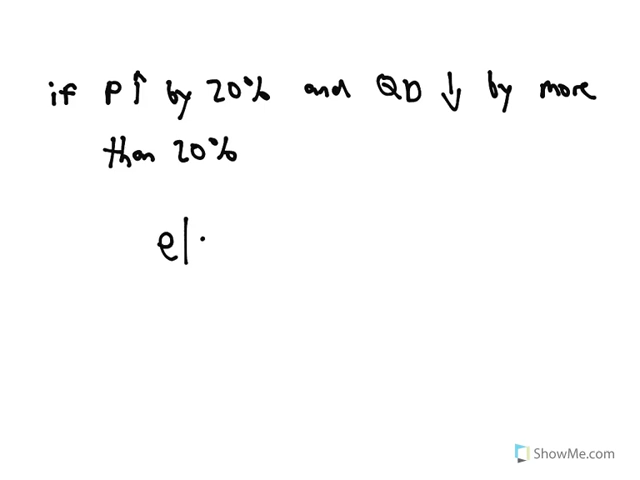 if P↑ by 20% and QD ↓ by more
than 20%
el.
ShowMe.com